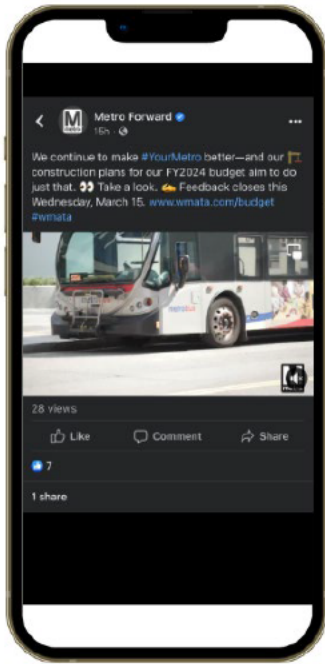 Metro Forward
15h
We continue to make #YourMetro better—and our
construction plans for our FY2024 budget aim to do
just that. 👀 Take a look. ✍️ Feedback closes this
Wednesday, March 15. www.wmata.com/budget
#wmata
28 views
Like
Comment
Share
7
1 share